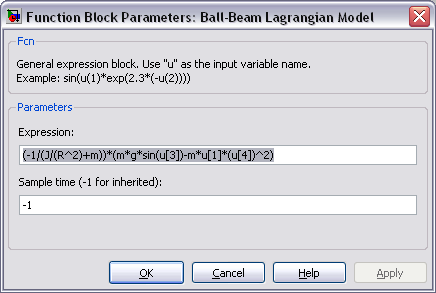 Function Block Parameters: Ball-Beam Lagrangian Model
Fcn
General expression block. Use "u" as the input variable name.
Example: sin(u(1)*exp(2.3*(-u(2))))
Parameters
Expression:
(-1/(J/(R^2)+m))*(m*g*sin(u[3])-m*u[1]*(u[4])^2)
Sample time (-1 for inherited):
-1
OK Cancel Help Apply